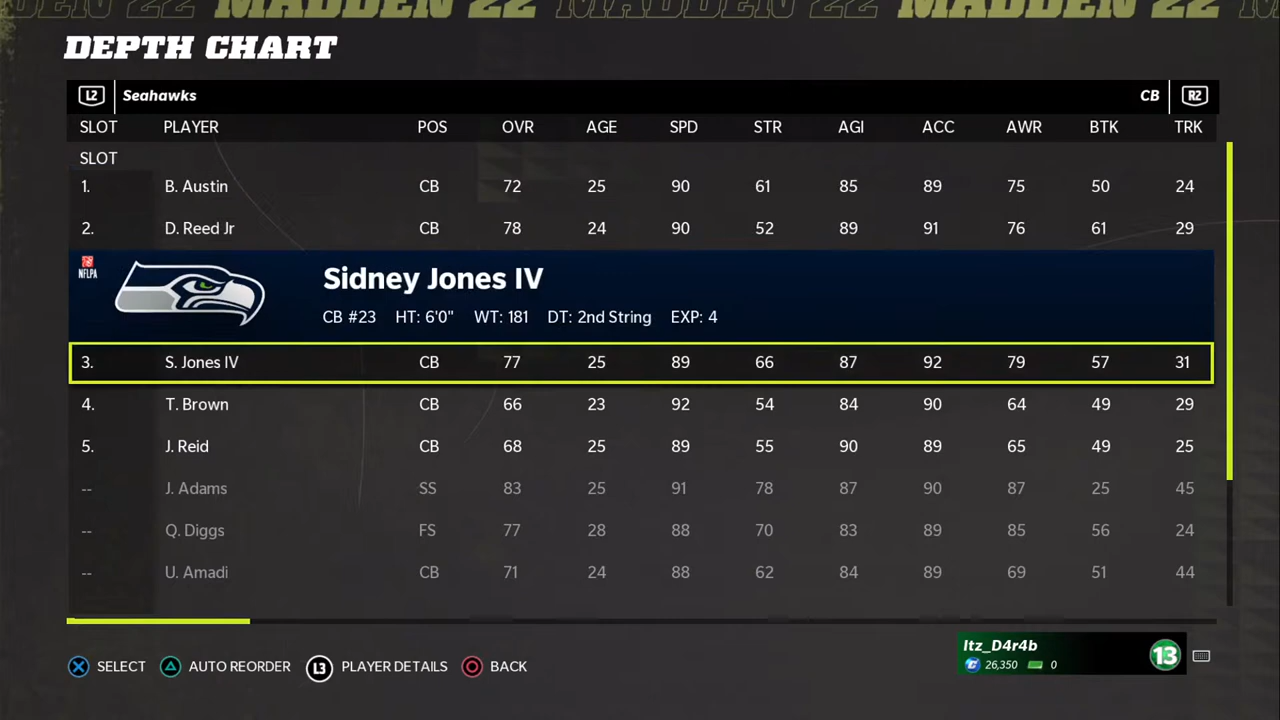 MADDEN 22 MADDEN 22 MADDEN 22 MADDEN 22
DEPTH CHART
L2 Seahawks CB R2
SLOT PLAYER POS OVR AGE SPD STR AGI ACC AWR BTK TRK
SLOT
1. B. Austin CB 72 25 90 61 85 89 75 50 24
2. D. Reed Jr CB 78 24 90 52 89 91 76 61 29
NFLPA
Sidney Jones IV
CB #23 HT: 6'0" WT: 181 DT: 2nd String EXP: 4
3. S. Jones IV CB 77 25 89 66 87 92 79 57 31
4. T. Brown CB 66 23 92 54 84 90 64 49 29
5. J. Reid CB 68 25 89 55 90 89 65 49 25
-- J. Adams SS 83 25 91 78 87 90 87 25 45
-- Q. Diggs FS 77 28 88 70 83 89 85 56 24
-- U. Amadi CB 71 24 88 62 84 89 69 51 44
SELECT AUTO REORDER L3 PLAYER DETAILS BACK
Itz_D4r4b
26,350 0
13